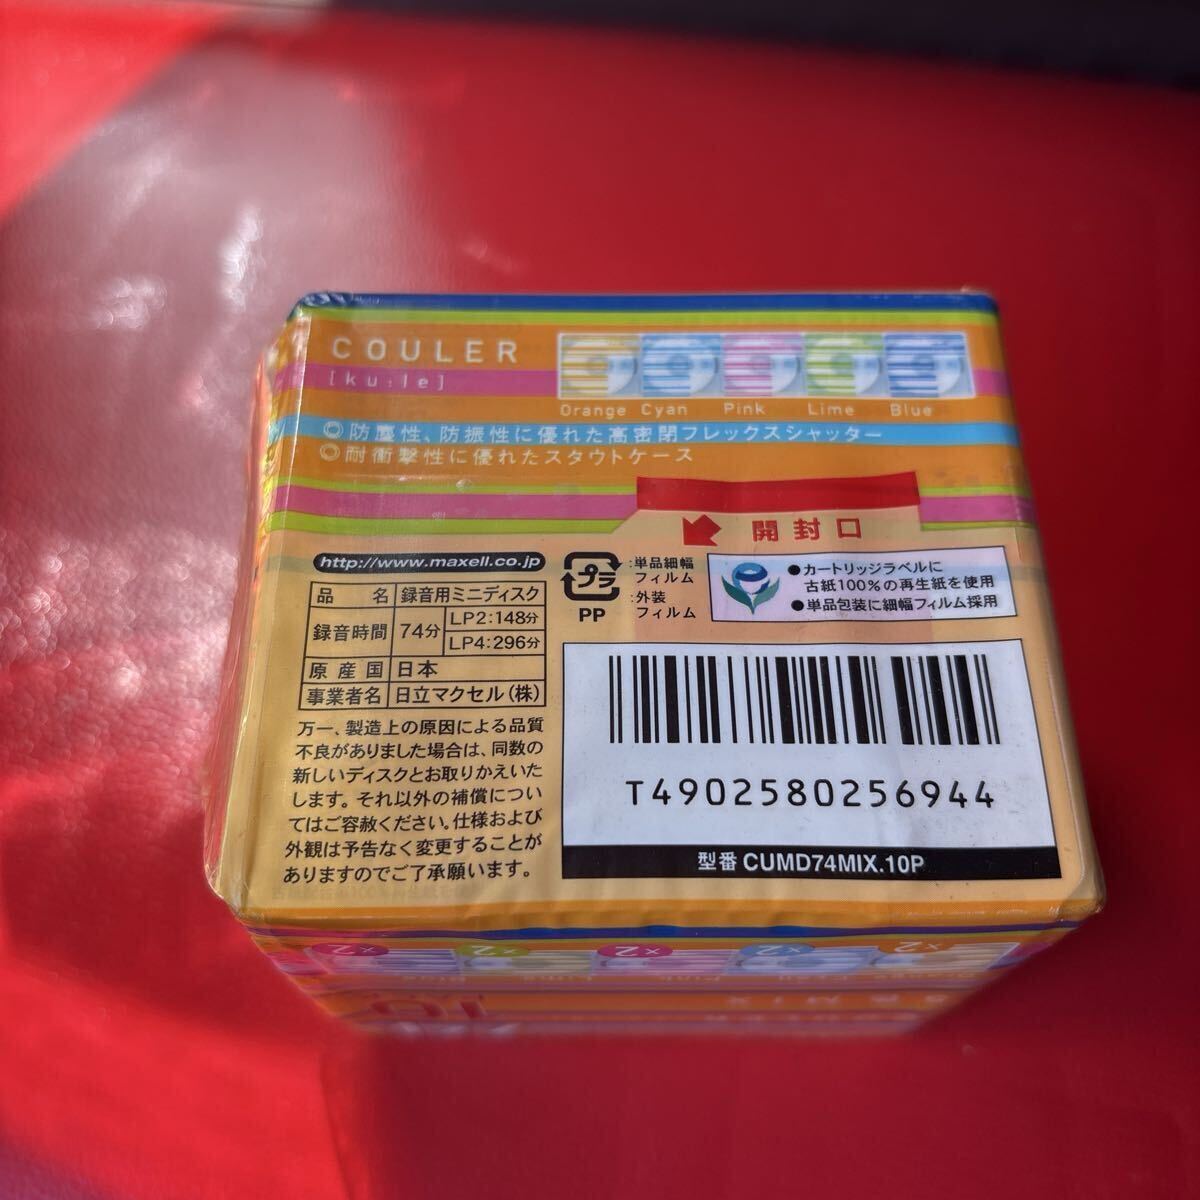 COULER
[ku:le]
Orange Cyan Pink Lime Blue
◎防塵性、防振性に優れた高密閉フレックスシャッター
◎耐衝撃性に優れたスタウトケース
開封口
http://www.maxell.co.jp
プラ
PP
:単品細幅
フィルム
:外装
フィルム
●カートリッジラベルに
古紙100%の再生紙を使用
●単品包装に細幅フィルム採用
品名 録音用ミニディスク
録音時間 74分 LP2:148分
LP4:296分
原産国 日本
事業者名 日立マクセル(株)
万一、製造上の原因による品質
不良がありました場合は、同数の
新しいディスクとお取りかえいた
します。それ以外の補償につい
てはご容赦ください。仕様および
外観は予告なく変更することが
ありますのでご了承願います。
T4902580256944
型番 CUMD74MIX.10P
×2 ×2 ×2 ×2 ×2